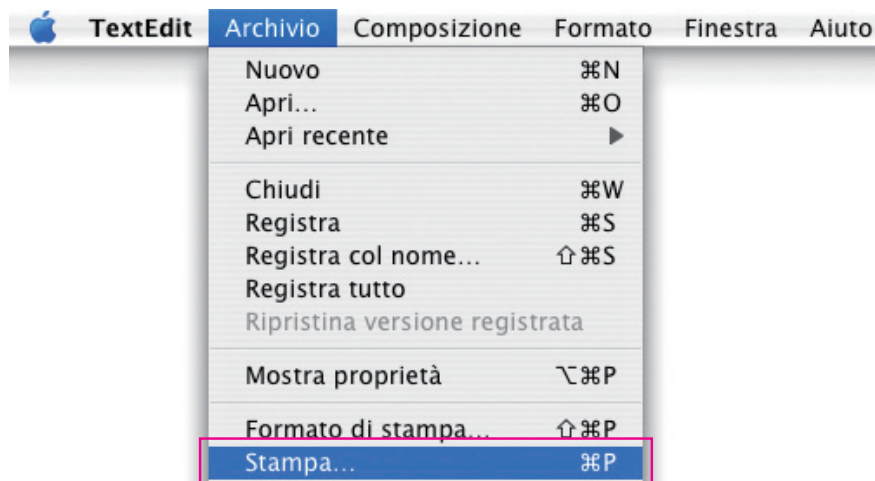 TextEdit Archivio Composizione Formato Finestra Aiuto
Nuovo ⌘N
Apri... ⌘O
Apri recente ▶
Chiudi ⌘W
Registra ⌘S
Registra col nome... ⇧⌘S
Registra tutto
Ripristina versione registrata
Mostra proprietà ⌥⌘P
Formato di stampa... ⇧⌘P
Stampa... ⌘P